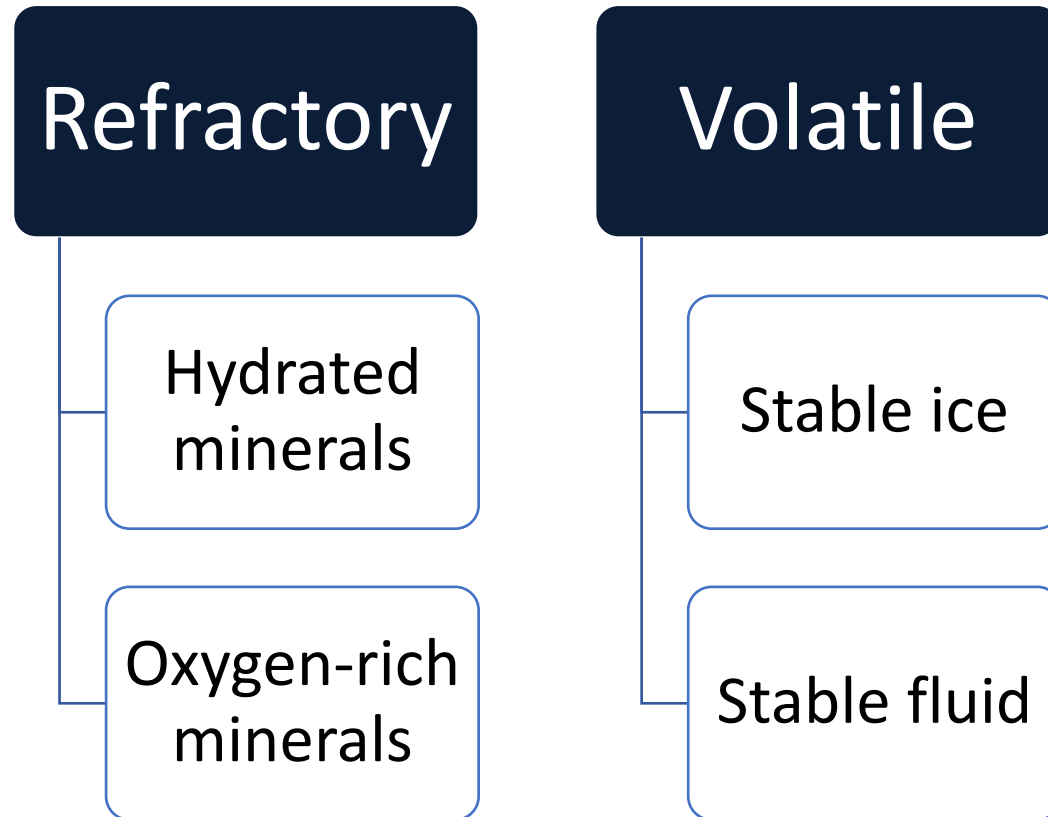 Refractory
Hydrated
minerals
Oxygen-rich
minerals
Volatile
Stable ice
Stable fluid